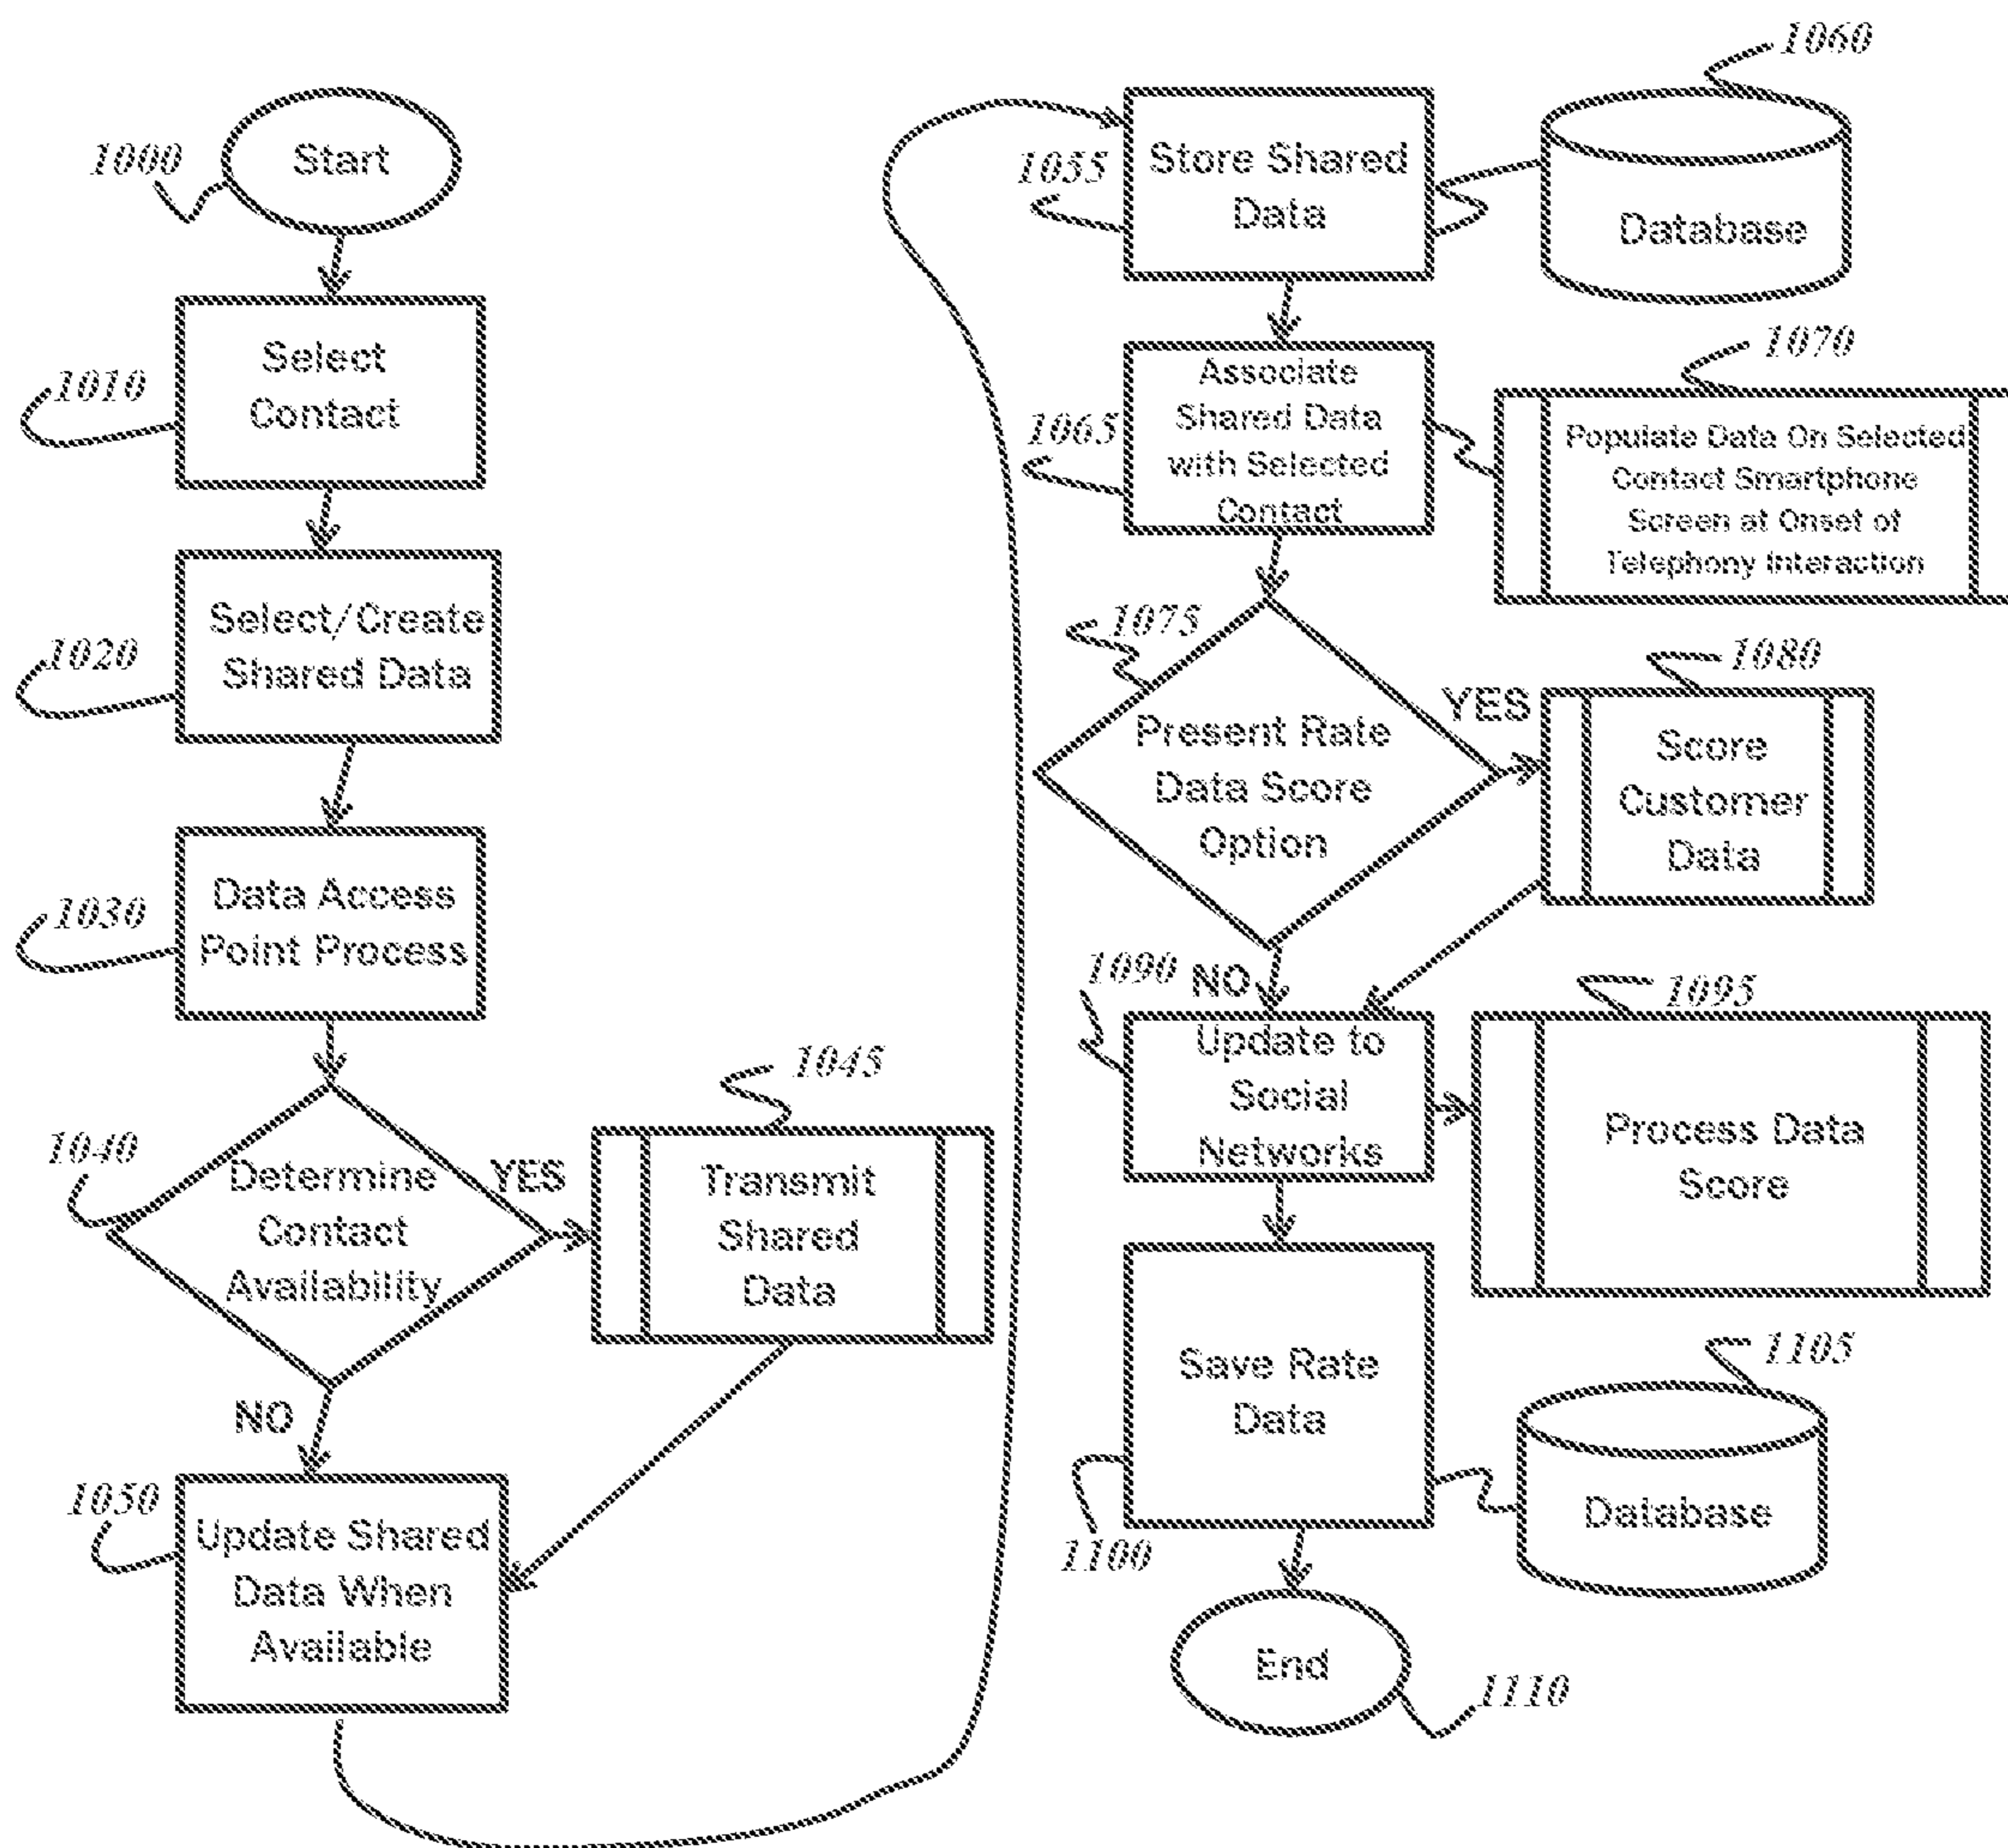 1000
Start
1010
Select
Contact
1020
Select/Create
Shared Data
1030
Data Access
Point Process
1040
Determine
Contact
Availability
YES
NO
1045
Transmit
Shared
Data
1050
Update Shared
Data When
Available
1055
Store Shared
Data
1060
Database
1065
Associate
Shared Data
with Selected
Contact
1070
Populate Data On Selected
Contact Smartphone
Screen at Onset of
Telephony Interaction
1075
Present Rate
Data Score
Option
YES
NO
1080
Score
Customer
Data
1090
Update to
Social
Networks
1095
Process Data
Score
1100
Save Rate
Data
1105
Database
End
1110